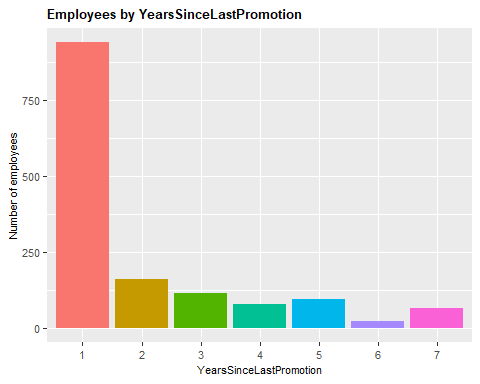 Employees by YearsSinceLastPromotion
Number of employees
750
500
250
0
1 2 3 4 5 6 7
YearsSinceLastPromotion